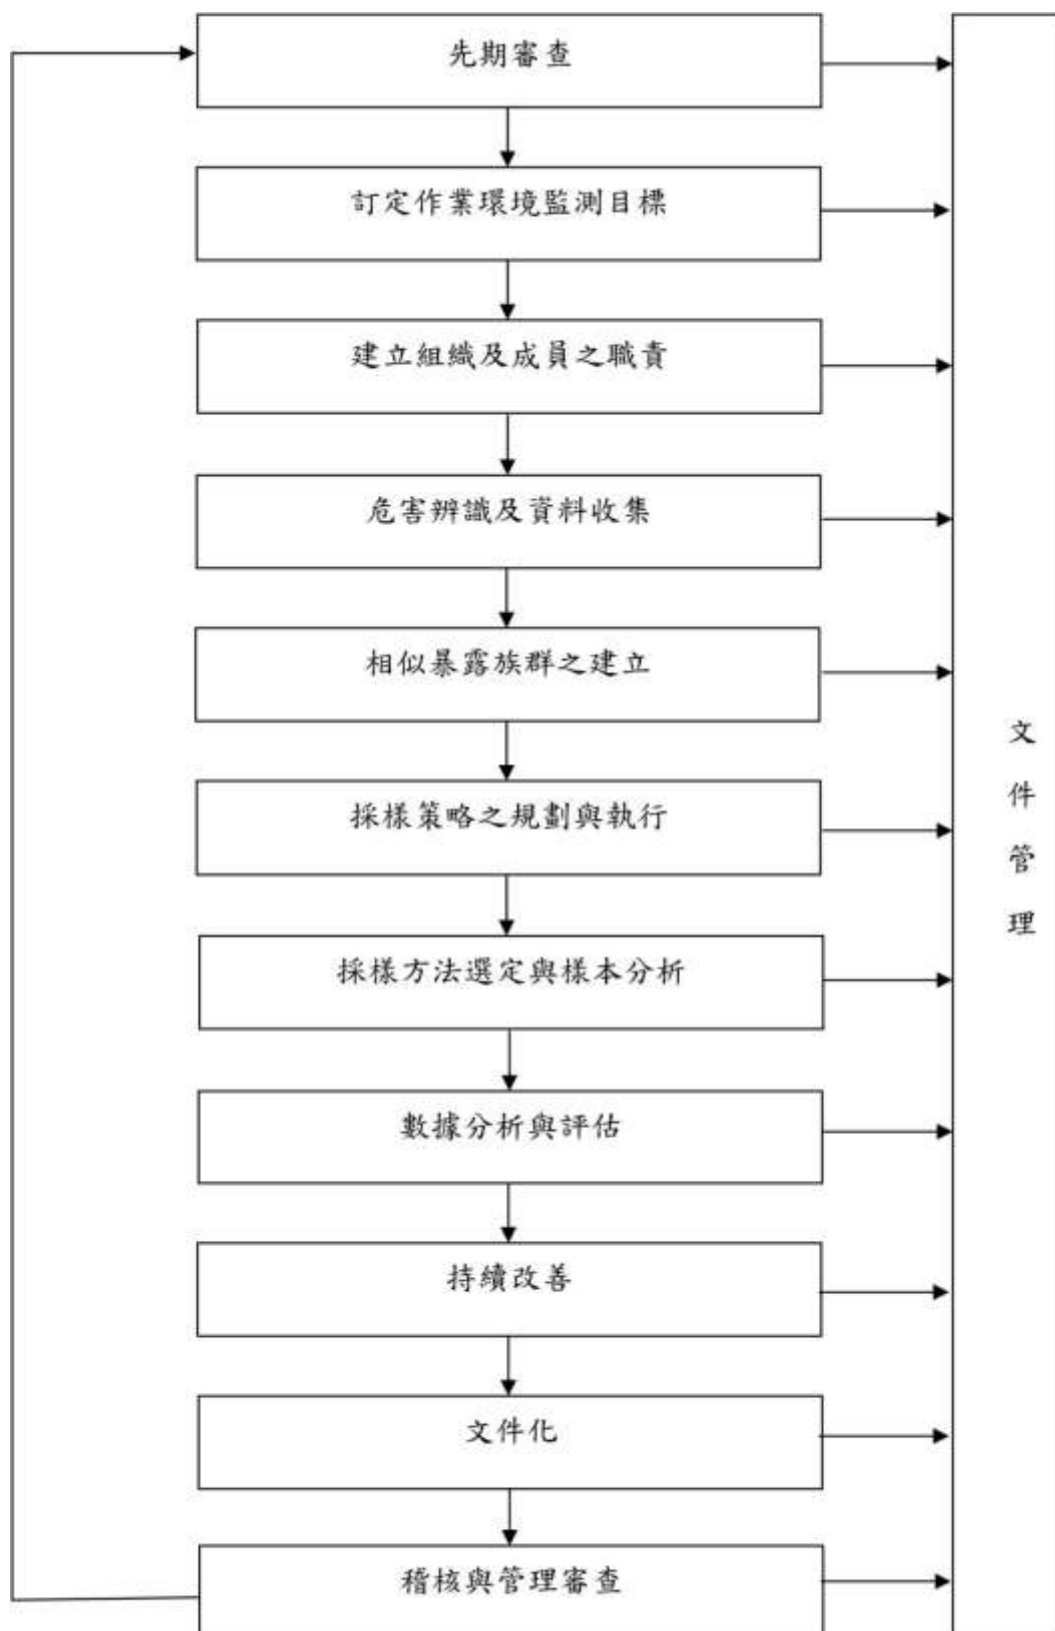 先期審查
訂定作業環境監測目標
建立組織及成員之職責
危害辨識及資料收集
相似暴露族群之建立
採樣策略之規劃與執行
採樣方法選定與樣本分析
數據分析與評估
持續改善
文件化
稽核與管理審查
文
件
管
理